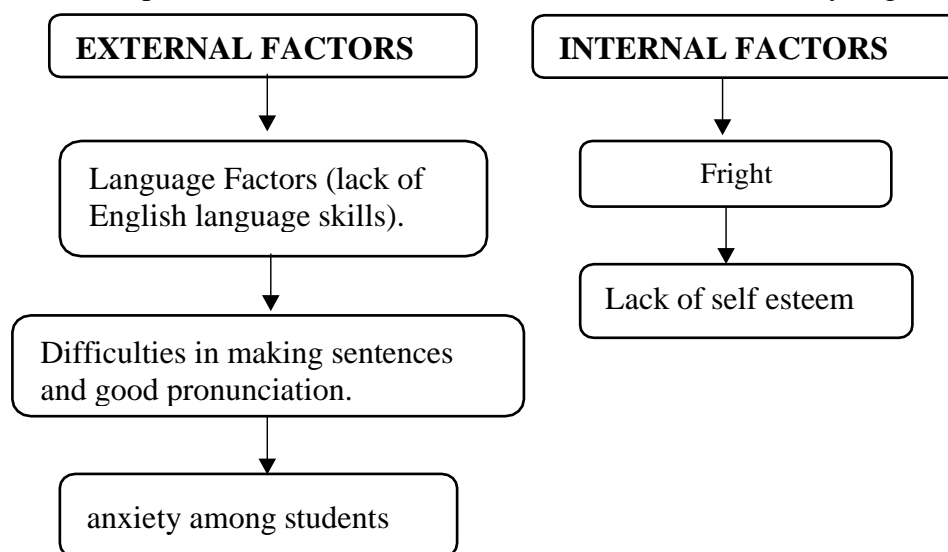 EXTERNAL FACTORS
Language Factors (lack of
English language skills).
Difficulties in making sentences
and good pronunciation.
anxiety among students
INTERNAL FACTORS
Fright
Lack of self esteem